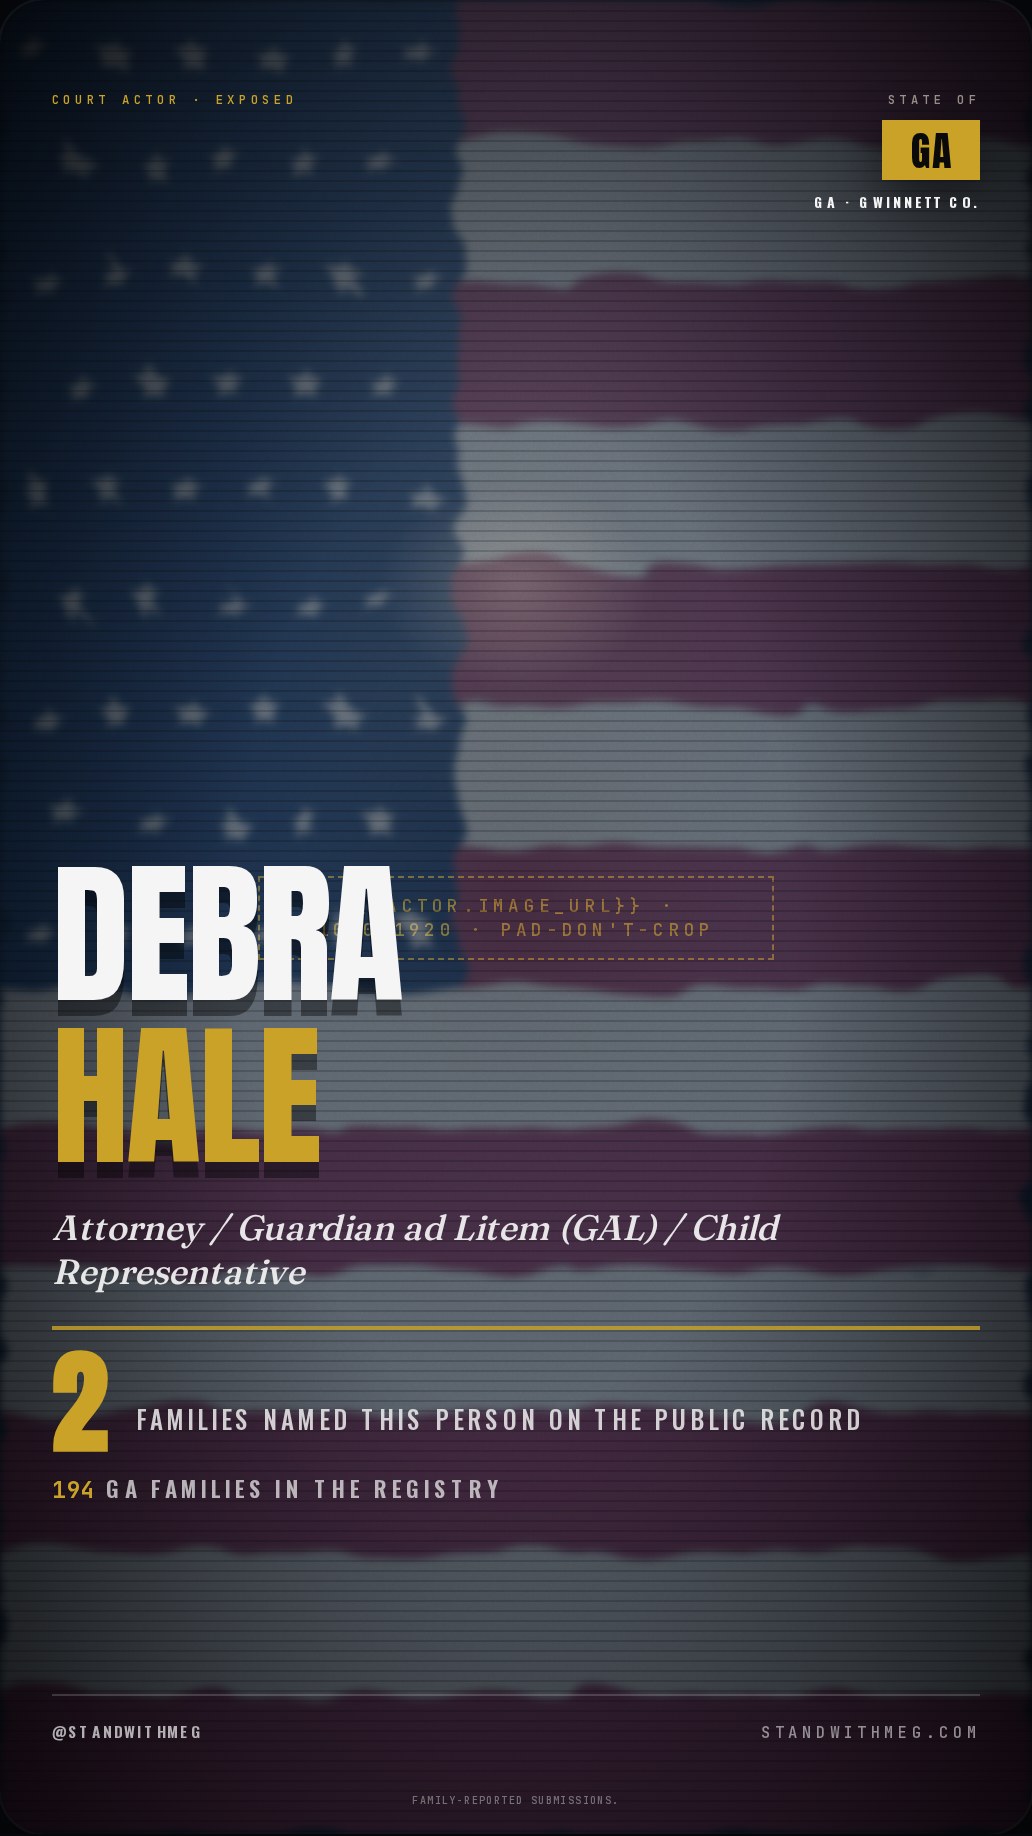 COURT ACTOR · EXPOSED
STATE OF
GA
GA · GWINNETT CO.
DEBRA
CTOR.IMAGE_URL}} ·
1920 · PAD-DON'T-CROP
HALE
Attorney / Guardian ad Litem (GAL) / Child
Representative
2 FAMILIES NAMED THIS PERSON ON THE PUBLIC RECORD
194 GA FAMILIES IN THE REGISTRY
@STANDWITHMEG
STANDWITHMEG.COM
FAMILY-REPORTED SUBMISSIONS.